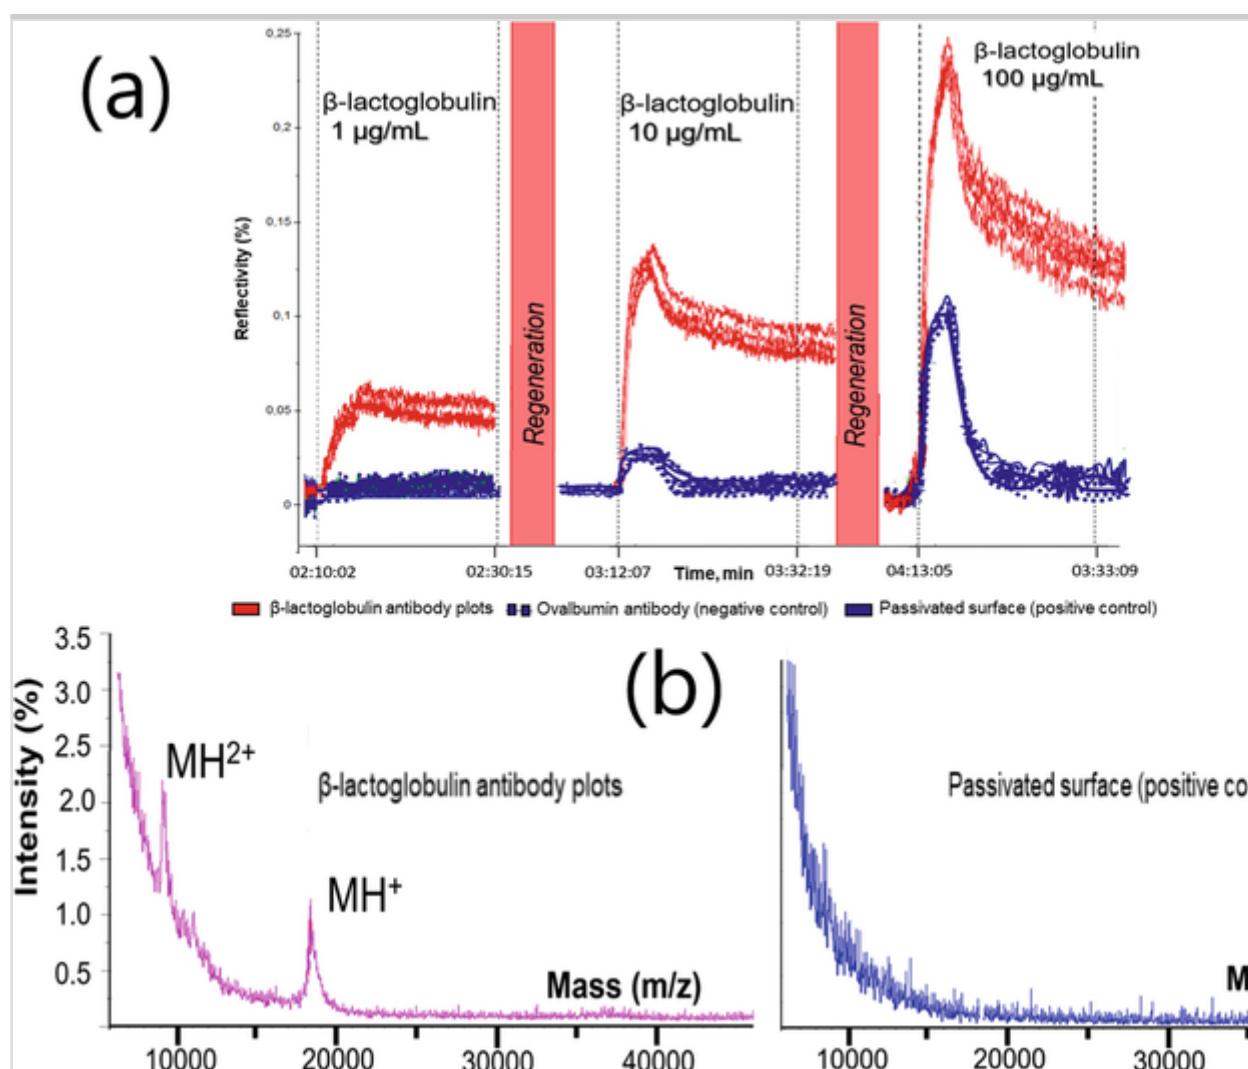 (a)
0,25
0,2
0,15
0,1
0,05
0
Reflectivity (%)
β-lactoglobulin
1 µg/mL
Regeneration
β-lactoglobulin
10 µg/mL
Regeneration
β-lactoglobulin
100 µg/mL
02:10:02 02:30:15 03:12:07 Time, min 03:32:19 04:13:05 03:33:09
β-lactoglobulin antibody plots Ovalbumin antibody (negative control) Passivated surface (positive control)
(b)
Intensity (%)
3.5
3.0
2.5
2.0
1.5
1.0
0.5
MH2+
β-lactoglobulin antibody plots
MH+
Mass (m/z)
10000 20000 30000 40000
Passivated surface (positive co
M
10000 20000 30000